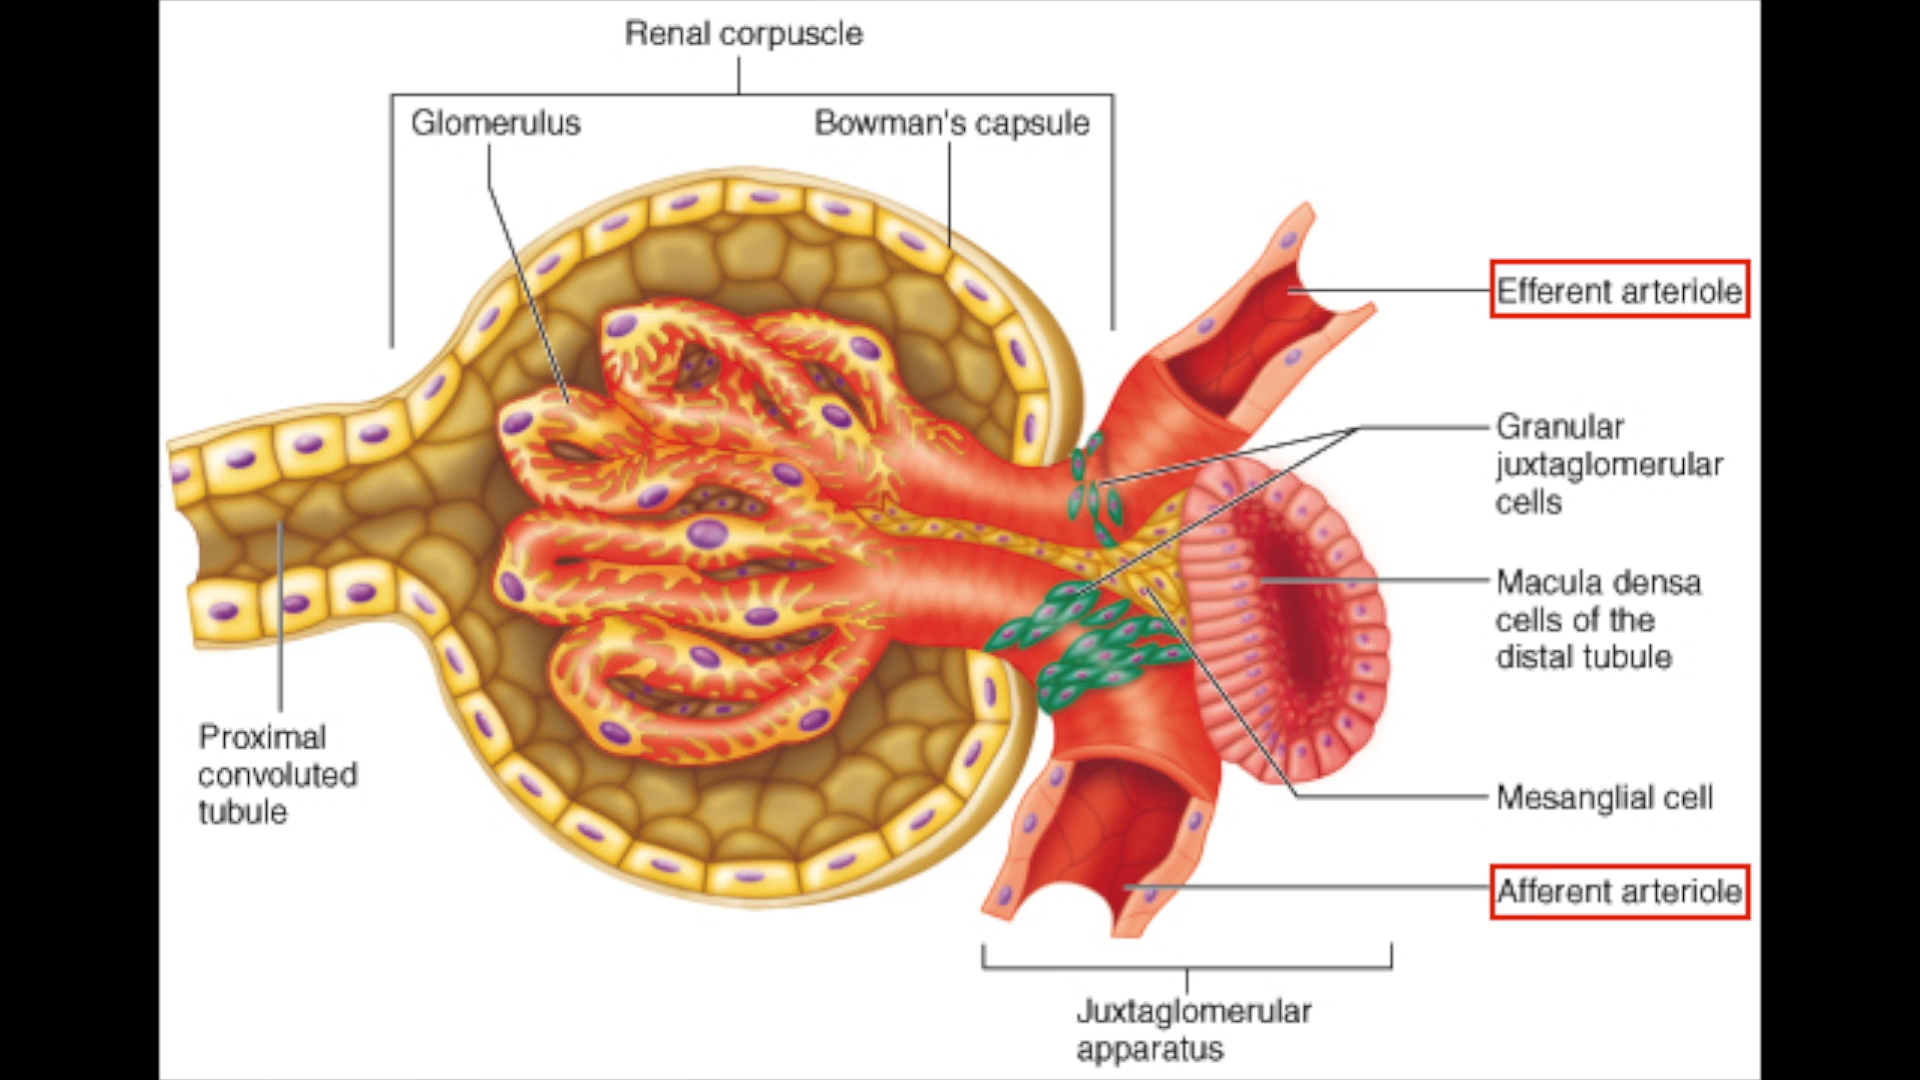 Renal corpuscle
Glomerulus
Bowman's capsule
Efferent arteriole
Granular
juxtaglomerular
cells
Macula densa
cells of the
distal tubule
Proximal
convoluted
tubule
Mesanglial cell
Afferent arteriole
Juxtaglomerular
apparatus